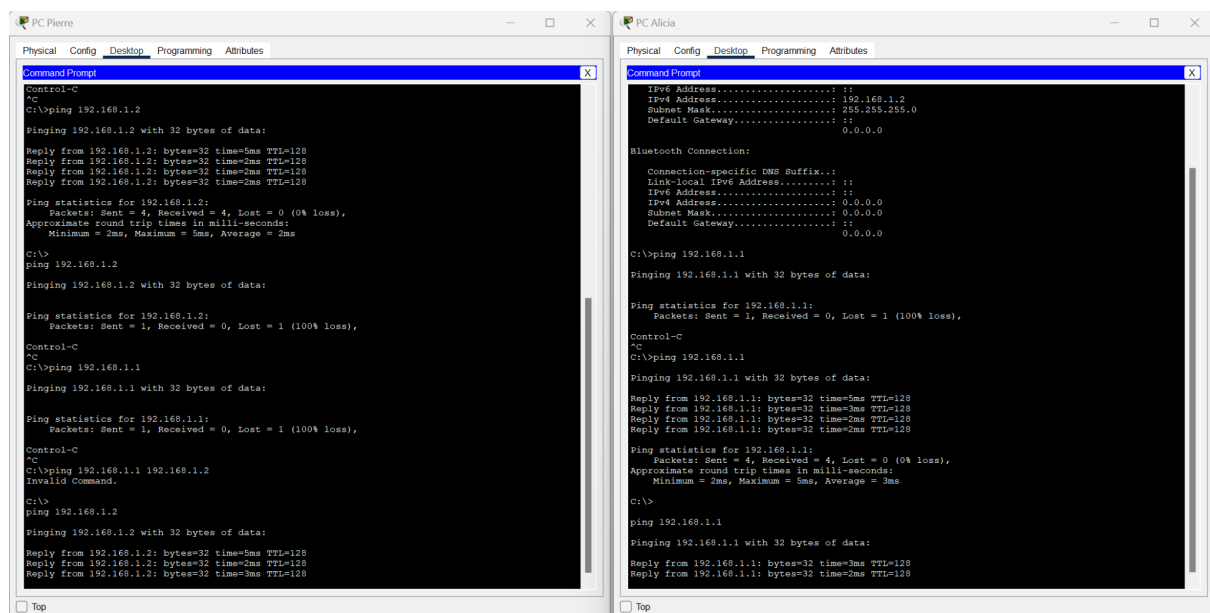 PC Pierre
Physical Config Desktop Programming Attributes
Command Prompt
X
Control-C
^C
C:\>ping 192.168.1.2
Pinging 192.168.1.2 with 32 bytes of data:
Reply from 192.168.1.2: bytes=32 time=5ms TTL=128
Reply from 192.168.1.2: bytes=32 time=2ms TTL=128
Reply from 192.168.1.2: bytes=32 time=2ms TTL=128
Reply from 192.168.1.2: bytes=32 time=2ms TTL=128
Ping statistics for 192.168.1.2:
Packets: Sent = 4, Received = 4, Lost = 0 (0% loss),
Approximate round trip times in milli-seconds:
Minimum = 2ms, Maximum = 5ms, Average = 2ms
C:\>
ping 192.168.1.2
Pinging 192.168.1.2 with 32 bytes of data:
Ping statistics for 192.168.1.2:
Packets: Sent = 1, Received = 0, Lost = 1 (100% loss),
Control-C
^C
C:\>ping 192.168.1.1
Pinging 192.168.1.1 with 32 bytes of data:
Ping statistics for 192.168.1.1:
Packets: Sent = 1, Received = 0, Lost = 1 (100% loss),
Control-C
^C
C:\>ping 192.168.1.1 192.168.1.2
Invalid Command.
C:\>
ping 192.168.1.2
Pinging 192.168.1.2 with 32 bytes of data:
Reply from 192.168.1.2: bytes=32 time=5ms TTL=128
Reply from 192.168.1.2: bytes=32 time=2ms TTL=128
Reply from 192.168.1.2: bytes=32 time=3ms TTL=128
Top
PC Alicia
Physical Config Desktop Programming Attributes
Command Prompt
X
IPv6 Address....................: ::
IPv4 Address....................: 192.168.1.2
Subnet Mask.....................: 255.255.255.0
Default Gateway.................: ::
0.0.0.0
Bluetooth Connection:
Connection-specific DNS Suffix..:
Link-local IPv6 Address.........: ::
IPv6 Address....................: ::
IPv4 Address....................: 0.0.0.0
Subnet Mask.....................: 0.0.0.0
Default Gateway.................: ::
0.0.0.0
C:\>ping 192.168.1.1
Pinging 192.168.1.1 with 32 bytes of data:
Ping statistics for 192.168.1.1:
Packets: Sent = 1, Received = 0, Lost = 1 (100% loss),
Control-C
^C
C:\>ping 192.168.1.1
Pinging 192.168.1.1 with 32 bytes of data:
Reply from 192.168.1.1: bytes=32 time=5ms TTL=128
Reply from 192.168.1.1: bytes=32 time=3ms TTL=128
Reply from 192.168.1.1: bytes=32 time=2ms TTL=128
Reply from 192.168.1.1: bytes=32 time=2ms TTL=128
Ping statistics for 192.168.1.1:
Packets: Sent = 4, Received = 4, Lost = 0 (0% loss),
Approximate round trip times in milli-seconds:
Minimum = 2ms, Maximum = 5ms, Average = 3ms
C:\>
ping 192.168.1.1
Pinging 192.168.1.1 with 32 bytes of data:
Reply from 192.168.1.1: bytes=32 time=3ms TTL=128
Reply from 192.168.1.1: bytes=32 time=2ms TTL=128
Top